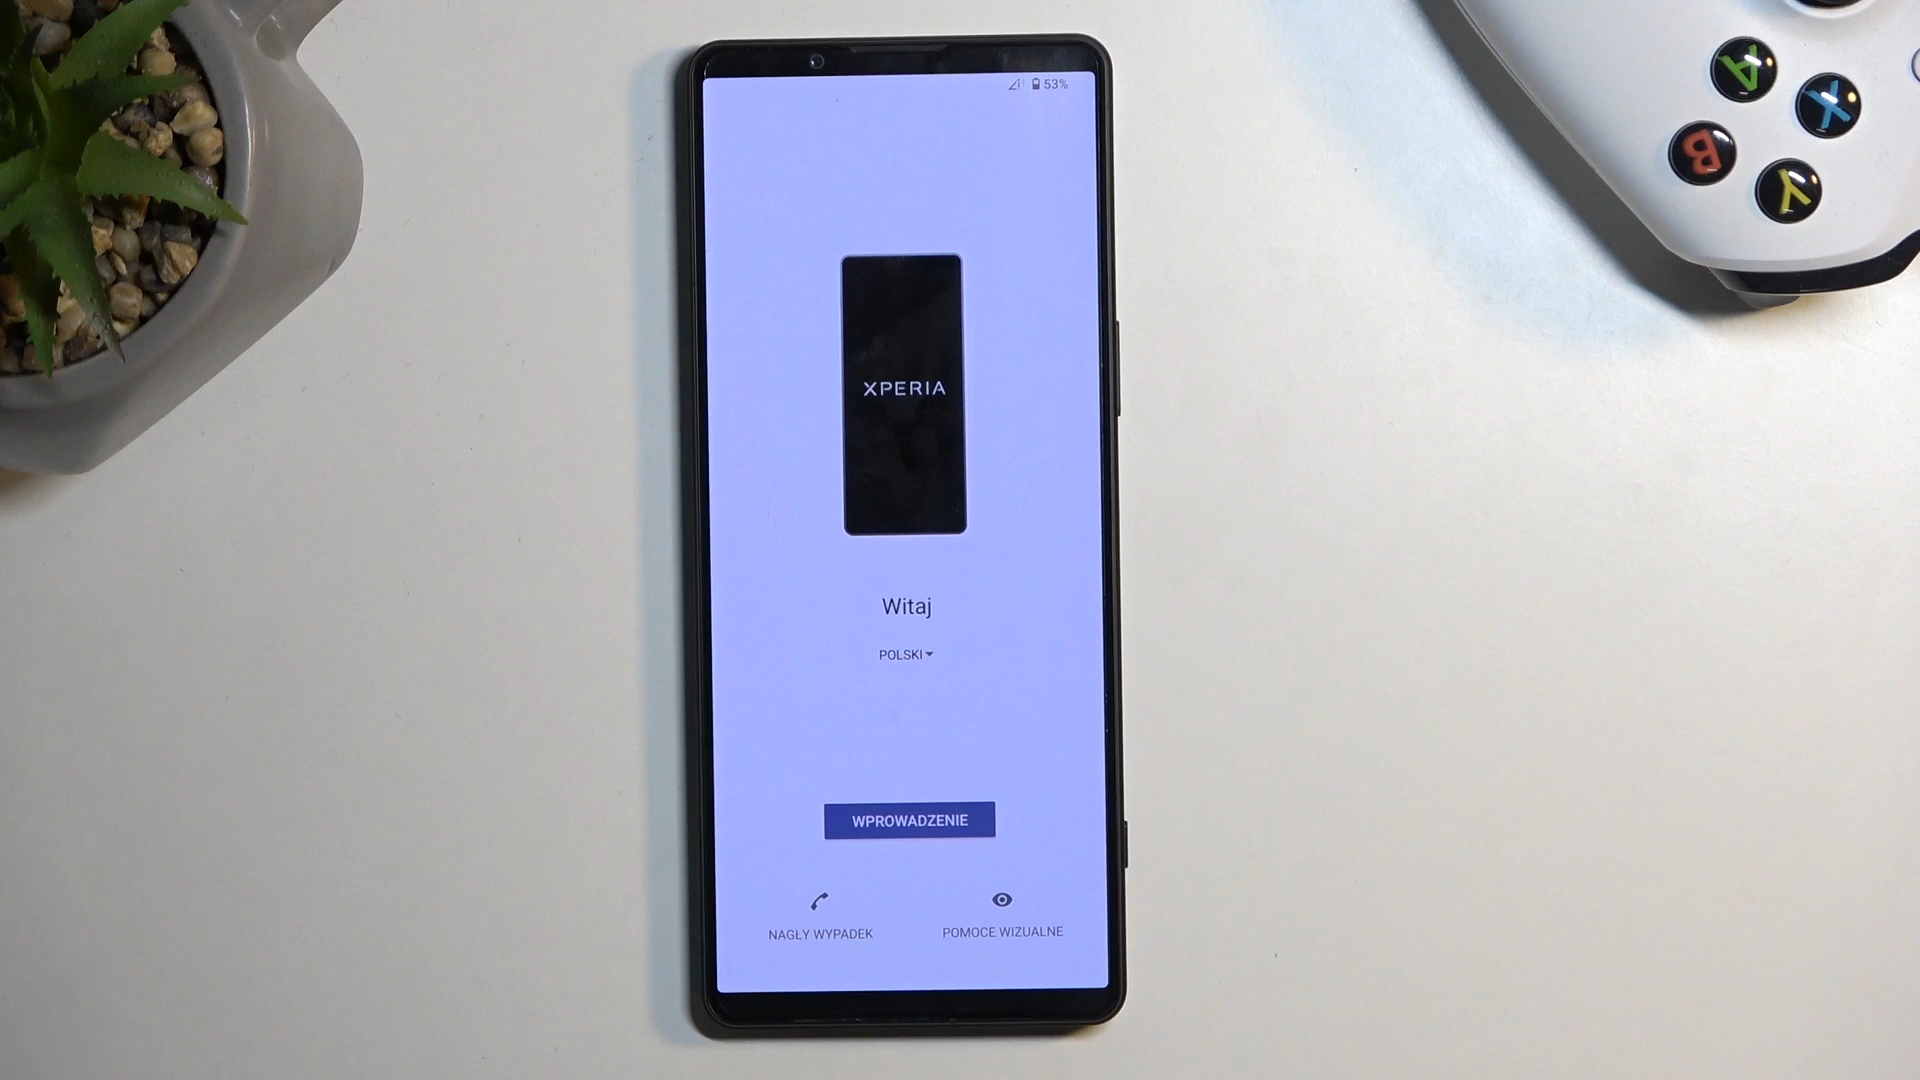 53%
XPERIA
Witaj
POLSKI
WPROWADZENIE
NAGŁY WYPADEK
POMOCE WIZUALNE
A
X
B
Y